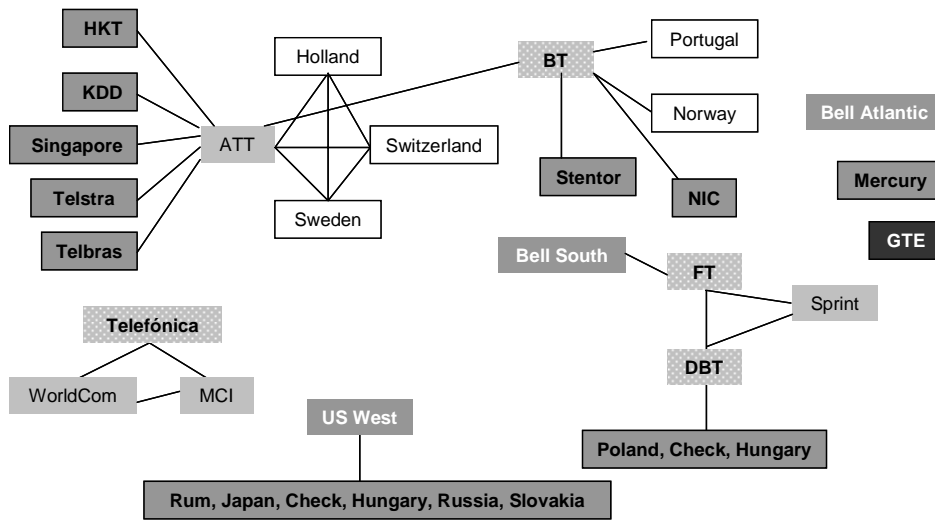 HKT
Holland
Portugal
BT
KDD
Norway
Bell Atlantic
Singapore
ATT
Switzerland
Stentor
Mercury
Telstra
NIC
Sweden
GTE
Telbras
Bell South
FT
Sprint
Telefónica
DBT
WorldCom
MCI
US West
Poland, Check, Hungary
Rum, Japan, Check, Hungary, Russia, Slovakia